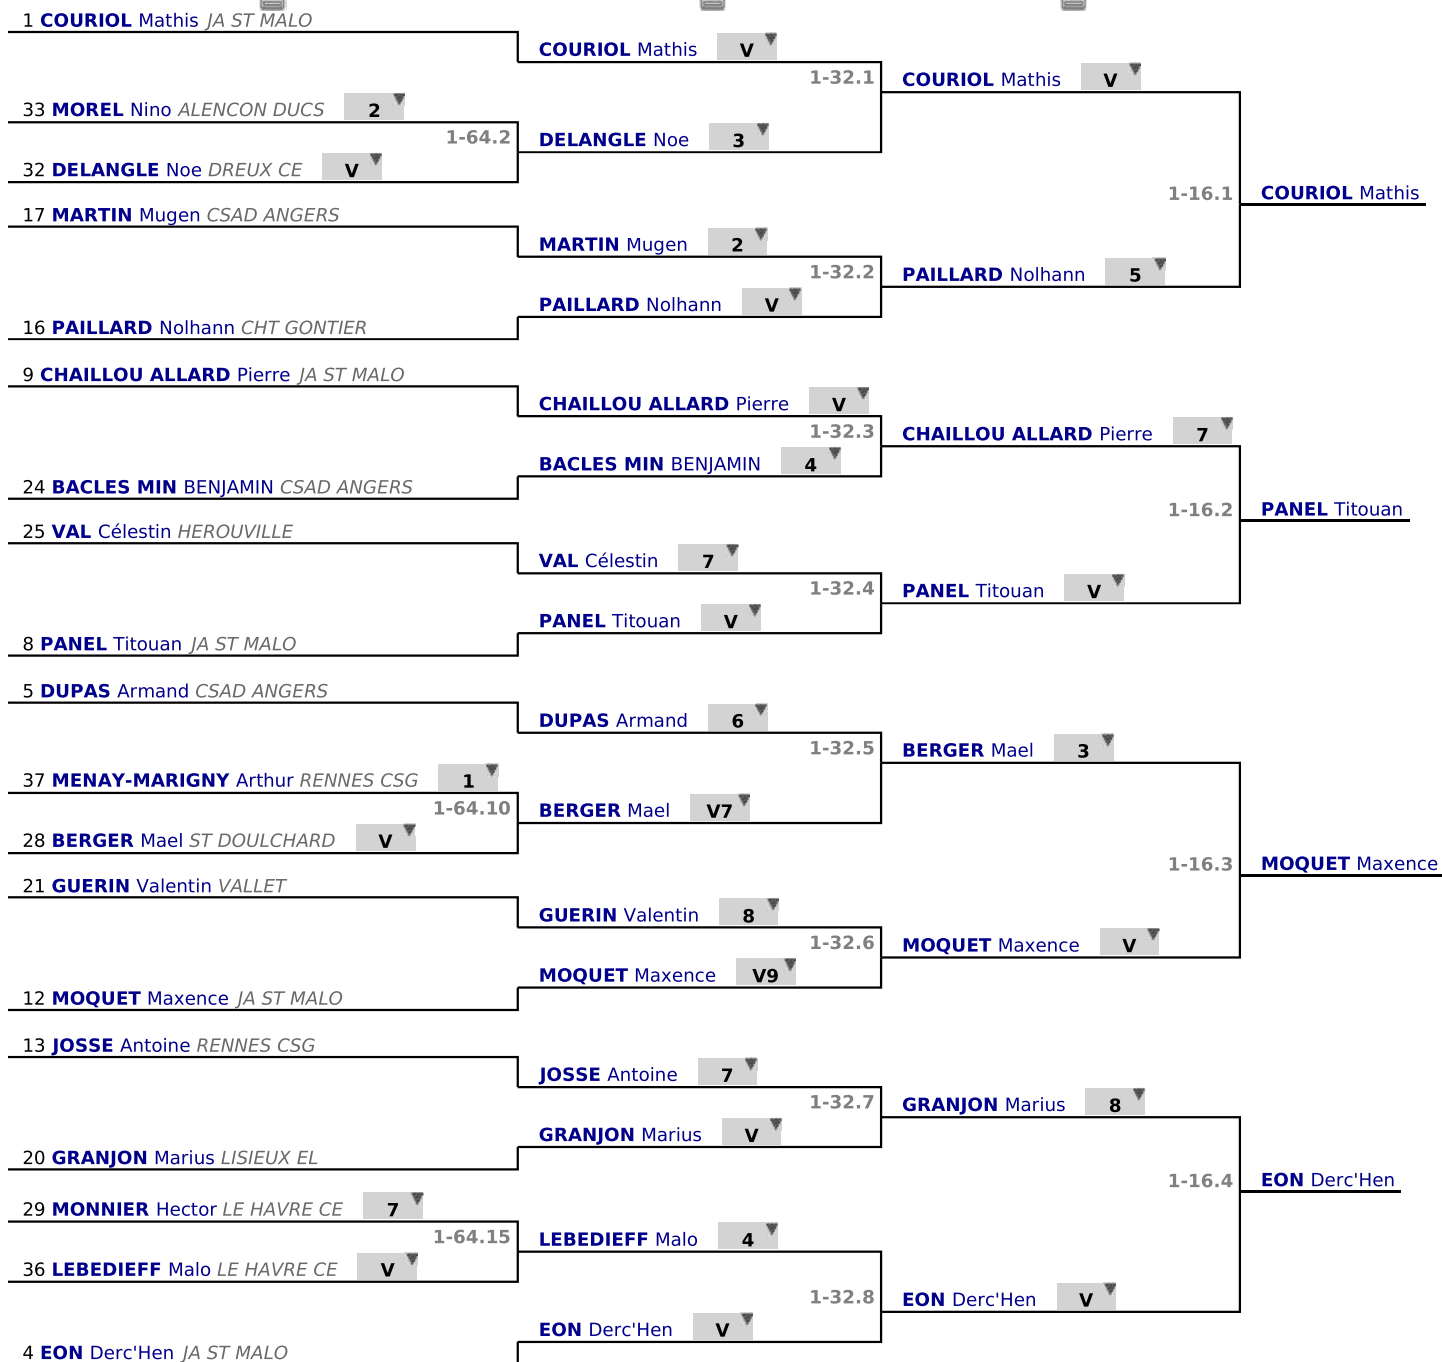 1 COURIOL Mathis JA ST MALO
COURIOL Mathis V
1-32.1
COURIOL Mathis V
33 MOREL Nino ALENCON DUCS 2
1-64.2
DELANGLE Noe 3
32 DELANGLE Noe DREUX CE V
1-16.1
COURIOL Mathis
17 MARTIN Mugen CSAD ANGERS
MARTIN Mugen 2
1-32.2
PAILLARD Nolhann 5
PAILLARD Nolhann V
16 PAILLARD Nolhann CHT GONTIER
9 CHAILLOU ALLARD Pierre JA ST MALO
CHAILLOU ALLARD Pierre V
1-32.3
CHAILLOU ALLARD Pierre 7
BACLES MIN BENJAMIN 4
24 BACLES MIN BENJAMIN CSAD ANGERS
1-16.2
PANEL Titouan
25 VAL Célestin HEROUVILLE
VAL Célestin 7
1-32.4
PANEL Titouan V
PANEL Titouan V
8 PANEL Titouan JA ST MALO
5 DUPAS Armand CSAD ANGERS
DUPAS Armand 6
1-32.5
BERGER Mael 3
37 MENAY-MARIGNY Arthur RENNES CSG 1
1-64.10
BERGER Mael V7
28 BERGER Mael ST DOULCHARD V
1-16.3
MOQUET Maxence
21 GUERIN Valentin VALLET
GUERIN Valentin 8
1-32.6
MOQUET Maxence V
MOQUET Maxence V9
12 MOQUET Maxence JA ST MALO
13 JOSSE Antoine RENNES CSG
JOSSE Antoine 7
1-32.7
GRANJON Marius 8
GRANJON Marius V
20 GRANJON Marius LISIEUX EL
1-16.4
EON Derc'Hen
29 MONNIER Hector LE HAVRE CE 7
1-64.15
LEBEDIEFF Malo 4
36 LEBEDIEFF Malo LE HAVRE CE V
1-32.8
EON Derc'Hen V
EON Derc'Hen V
4 EON Derc'Hen JA ST MALO